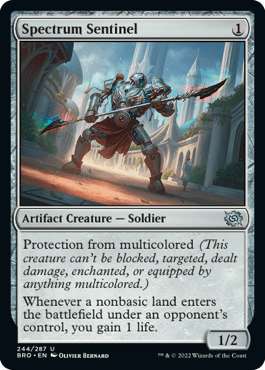 Spectrum Sentinel 1
Artifact Creature — Soldier
Protection from multicolored (This
creature can't be blocked, targeted, dealt
damage, enchanted, or equipped by
anything multicolored.)
Whenever a nonbasic land enters
the battlefield under an opponent's
control, you gain 1 life.
1/2
244/287 U
BRO • EN Olivier Bernard
™ & © 2022 Wizards of the Coast